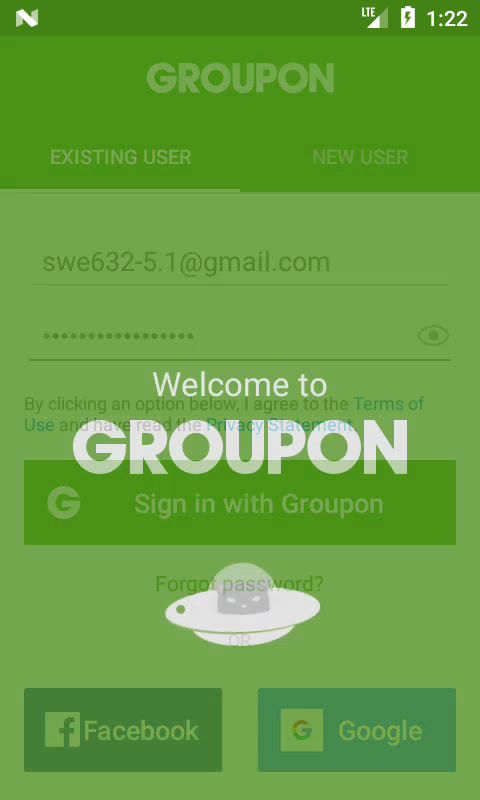 LTE 1:22
GROUPON
EXISTING USER NEW USER
swe632-5.1@gmail.com
•••••••••••••••••
Welcome to
By clicking an option below, I agree to the Terms of
Use and have read the Privacy Statement.
GROUPON
G Sign in with Groupon
Forgot password?
OR
f Facebook G Google